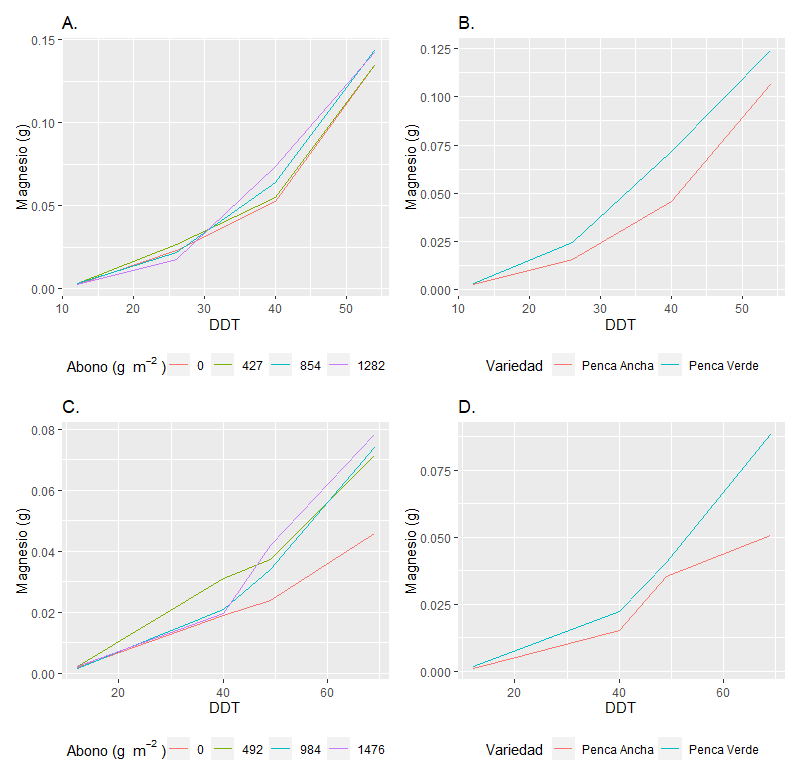 A.
Magnesio (g)
0.15
0.10
0.05
0.00
10 20 30 40 50
DDT
Abono (g m⁻²) 0 427 854 1282
B.
Magnesio (g)
0.125
0.100
0.075
0.050
0.025
0.000
10 20 30 40 50
DDT
Variedad Penca Ancha Penca Verde
C.
Magnesio (g)
0.08
0.06
0.04
0.02
0.00
20 40 60
DDT
Abono (g m⁻²) 0 492 984 1476
D.
Magnesio (g)
0.075
0.050
0.025
0.000
20 40 60
DDT
Variedad Penca Ancha Penca Verde